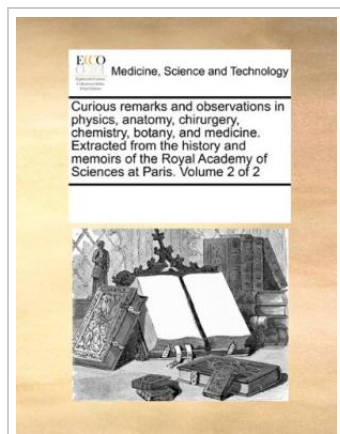 ECCO
Medicine, Science and Technology
Curious remarks and observations in
physics, anatomy, chirurgery,
chemistry, botany, and medicine.
Extracted from the history and
memoirs of the Royal Academy of
Sciences at Paris. Volume 2 of 2